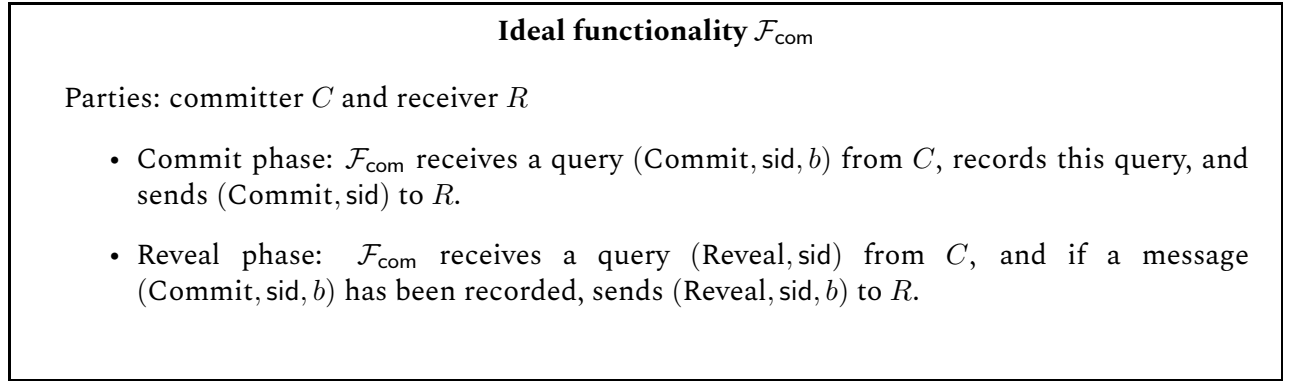 Ideal functionality 𝓕com
Parties: committer C and receiver R
• Commit phase: 𝓕com receives a query (Commit, sid, b) from C, records this query, and
sends (Commit, sid) to R.
• Reveal phase: 𝓕com receives a query (Reveal, sid) from C, and if a message
(Commit, sid, b) has been recorded, sends (Reveal, sid, b) to R.